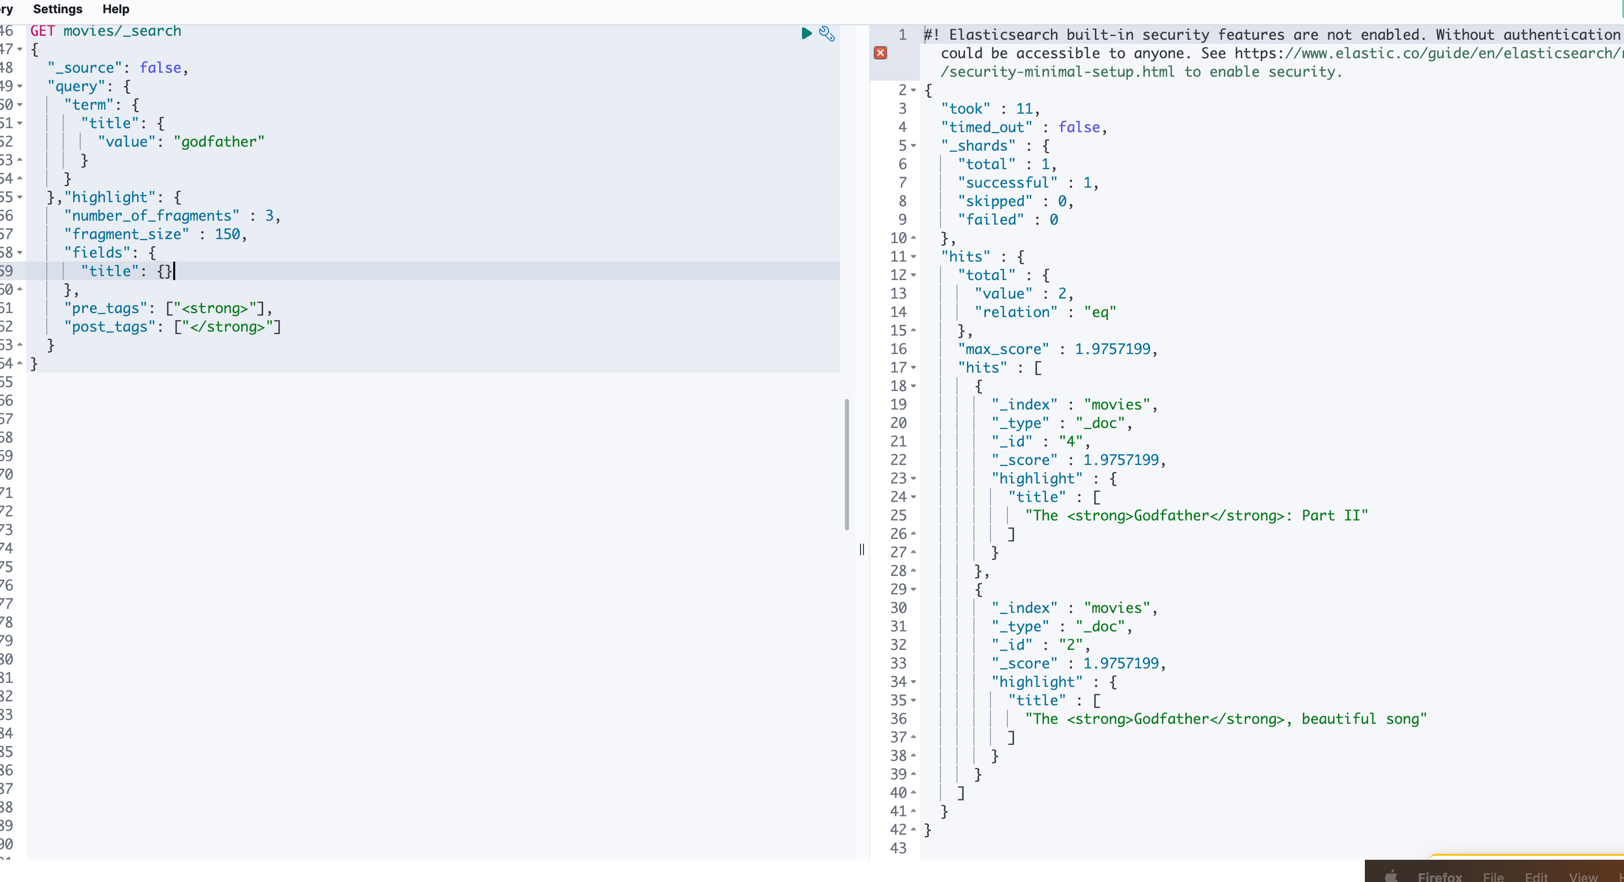 Settings Help
46 GET movies/_search
47 {
48 "_source": false,
49 "query": {
50 "term": {
51 "title": {
52 "value": "godfather"
53 }
54 }
55 },"highlight": {
56 "number_of_fragments" : 3,
57 "fragment_size" : 150,
58 "fields": {
59 "title": {}
60 },
61 "pre_tags": ["<strong>"],
62 "post_tags": ["</strong>"]
63 }
64 }
65
66
67
68
69
70
71
72
73
74
75
76
77
78
79
80
81
82
83
84
85
86
87
88
89
90
1 #! Elasticsearch built-in security features are not enabled. Without authentication
could be accessible to anyone. See https://www.elastic.co/guide/en/elasticsearch/
/security-minimal-setup.html to enable security.
2 {
3 "took" : 11,
4 "timed_out" : false,
5 "_shards" : {
6 "total" : 1,
7 "successful" : 1,
8 "skipped" : 0,
9 "failed" : 0
10 },
11 "hits" : {
12 "total" : {
13 "value" : 2,
14 "relation" : "eq"
15 },
16 "max_score" : 1.9757199,
17 "hits" : [
18 {
19 "_index" : "movies",
20 "_type" : "_doc",
21 "_id" : "4",
22 "_score" : 1.9757199,
23 "highlight" : {
24 "title" : [
25 "The <strong>Godfather</strong>: Part II"
26 ]
27 }
28 },
29 {
30 "_index" : "movies",
31 "_type" : "_doc",
32 "_id" : "2",
33 "_score" : 1.9757199,
34 "highlight" : {
35 "title" : [
36 "The <strong>Godfather</strong>, beautiful song"
37 ]
38 }
39 }
40 ]
41 }
42 }
43
Firefox File Edit View